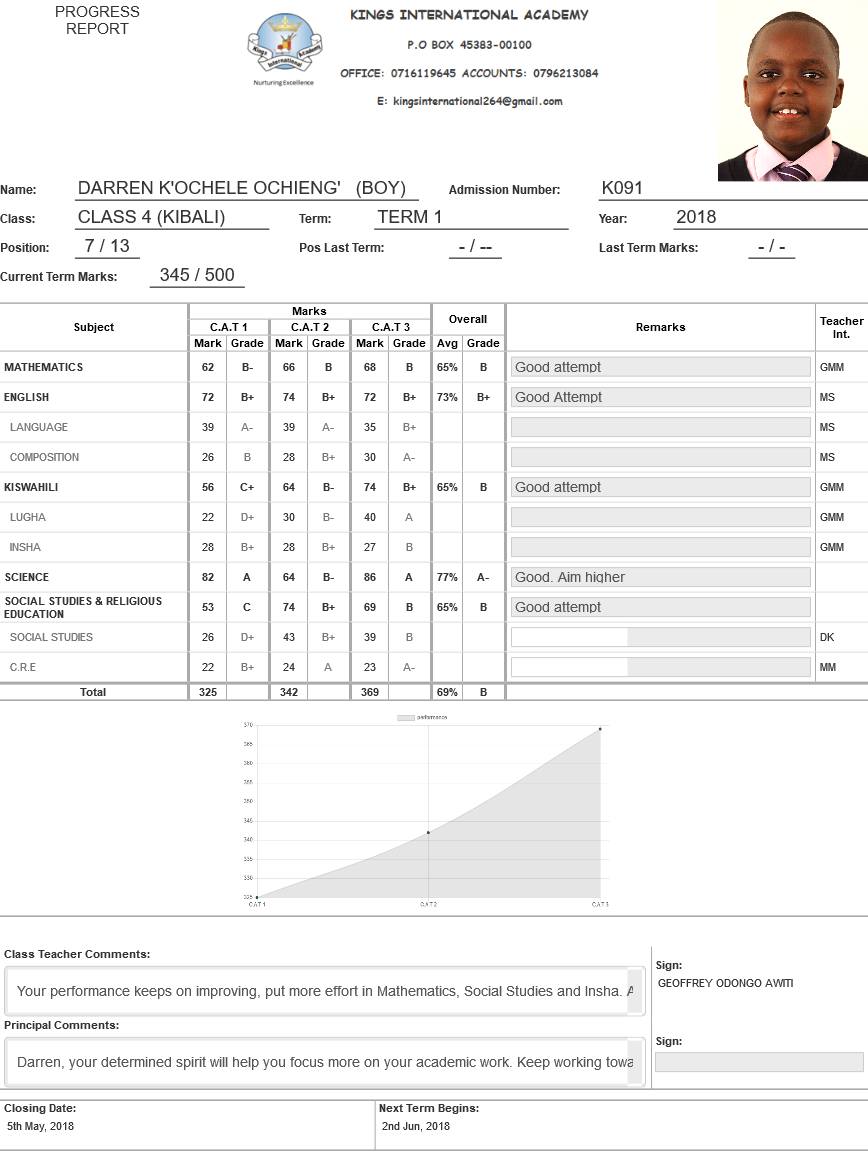 PROGRESS
REPORT
KINGS INTERNATIONAL ACADEMY
P.O BOX 45383-00100
OFFICE: 0716119645 ACCOUNTS: 0796213084
E: kingsinternational264@gmail.com
Kings Academy
International
Nurturing Excellence
Name: DARREN K'OCHELE OCHIENG' (BOY) Admission Number: K091
Class: CLASS 4 (KIBALI) Term: TERM 1 Year: 2018
Position: 7 / 13 Pos Last Term: - / -- Last Term Marks: - / -
Current Term Marks: 345 / 500
Subject Marks Overall Remarks Teacher Int.
C.A.T 1 C.A.T 2 C.A.T 3
Mark Grade Mark Grade Mark Grade Avg Grade
MATHEMATICS 62 B- 66 B 68 B 65% B Good attempt GMM
ENGLISH 72 B+ 74 B+ 72 B+ 73% B+ Good Attempt MS
LANGUAGE 39 A- 39 A- 35 B+ MS
COMPOSITION 26 B 28 B+ 30 A- MS
KISWAHILI 56 C+ 64 B- 74 B+ 65% B Good attempt GMM
LUGHA 22 D+ 30 B- 40 A GMM
INSHA 28 B+ 28 B+ 27 B GMM
SCIENCE 82 A 64 B- 86 A 77% A- Good. Aim higher
SOCIAL STUDIES & RELIGIOUS
EDUCATION 53 C 74 B+ 69 B 65% B Good attempt
SOCIAL STUDIES 26 D+ 43 B+ 39 B DK
C.R.E 22 B+ 24 A 23 A- MM
Total 325 342 369 69% B
performance
370
365
360
355
350
345
340
335
330
325
CAT1 CAT2 CAT3
Class Teacher Comments:
Your performance keeps on improving, put more effort in Mathematics, Social Studies and Insha. A
Sign:
GEOFFREY ODONGO AWITI
Principal Comments:
Darren, your determined spirit will help you focus more on your academic work. Keep working towa
Sign:
Closing Date:
5th May, 2018
Next Term Begins:
2nd Jun, 2018